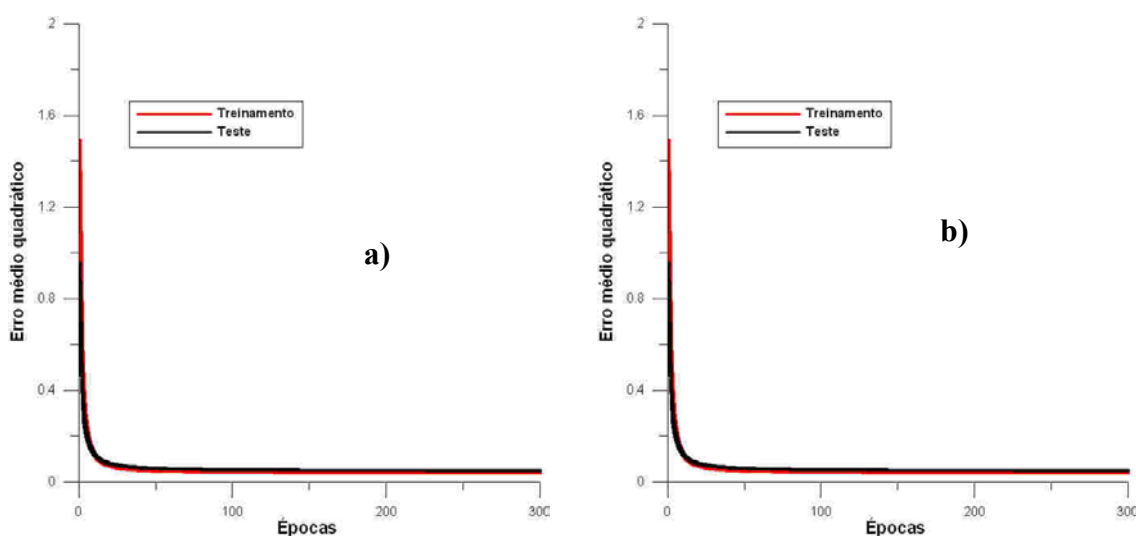 2
1.6
1.2
0.8
0.4
0
Erro médio quadrático
Treinamento
Teste
a)
0
100
200
300
Épocas
2
1.6
1.2
0.8
0.4
0
Erro médio quadrático
Treinamento
Teste
b)
0
100
200
300
Épocas